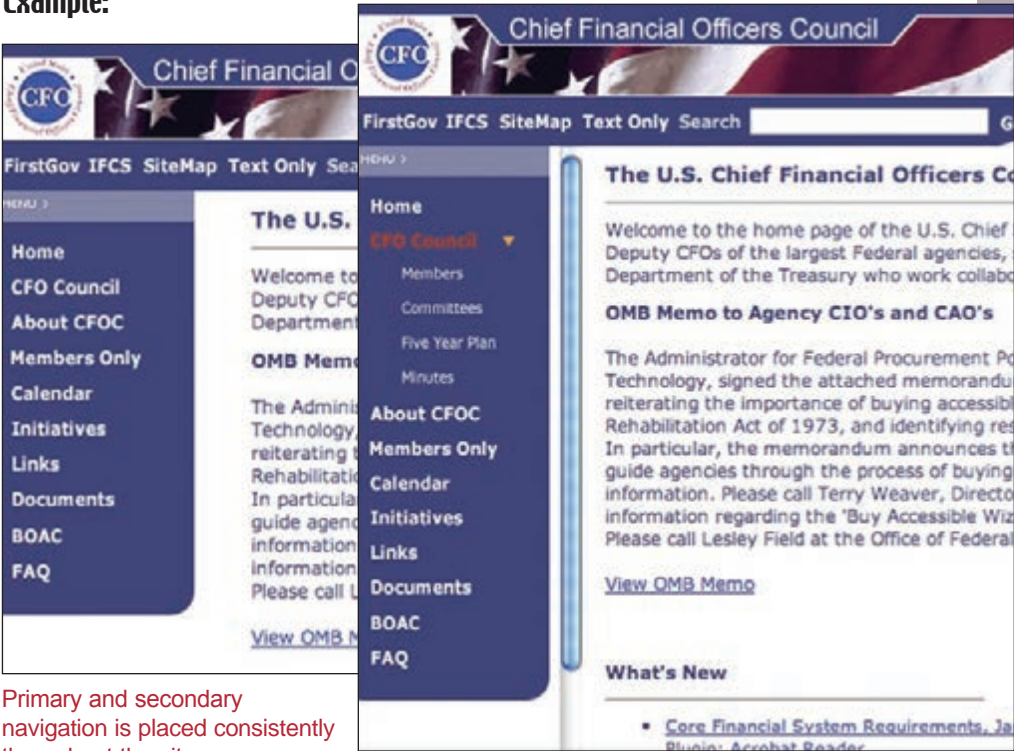 Example:
CFO
Chief Financial O
FirstGov IFCS SiteMap Text Only Sea
MENU >
Home
CFO Council
About CFOC
Members Only
Calendar
Initiatives
Links
Documents
BOAC
FAQ
The U.S.
Welcome to
Deputy CFO
Department
OMB Memo
The Adminis
Technology,
reiterating t
Rehabilitatio
In particula
guide agenc
information
information
Please call L
View OMB M
Primary and secondary
navigation is placed consistently
CFO
Chief Financial Officers Council
FirstGov IFCS SiteMap Text Only Search G
MENU >
Home
CFO Council
Members
Committees
Five Year Plan
Minutes
About CFOC
Members Only
Calendar
Initiatives
Links
Documents
BOAC
FAQ
The U.S. Chief Financial Officers Co
Welcome to the home page of the U.S. Chief
Deputy CFOs of the largest Federal agencies,
Department of the Treasury who work collabo
OMB Memo to Agency CIO's and CAO's
The Administrator for Federal Procurement Po
Technology, signed the attached memorandu
reiterating the importance of buying accessibl
Rehabilitation Act of 1973, and identifying res
In particular, the memorandum announces th
guide agencies through the process of buying
information. Please call Terry Weaver, Directo
information regarding the 'Buy Accessible Wiz
Please call Lesley Field at the Office of Federal
View OMB Memo
What's New
Core Financial System Requirements, Ja
Plugin: Acrobat Reader